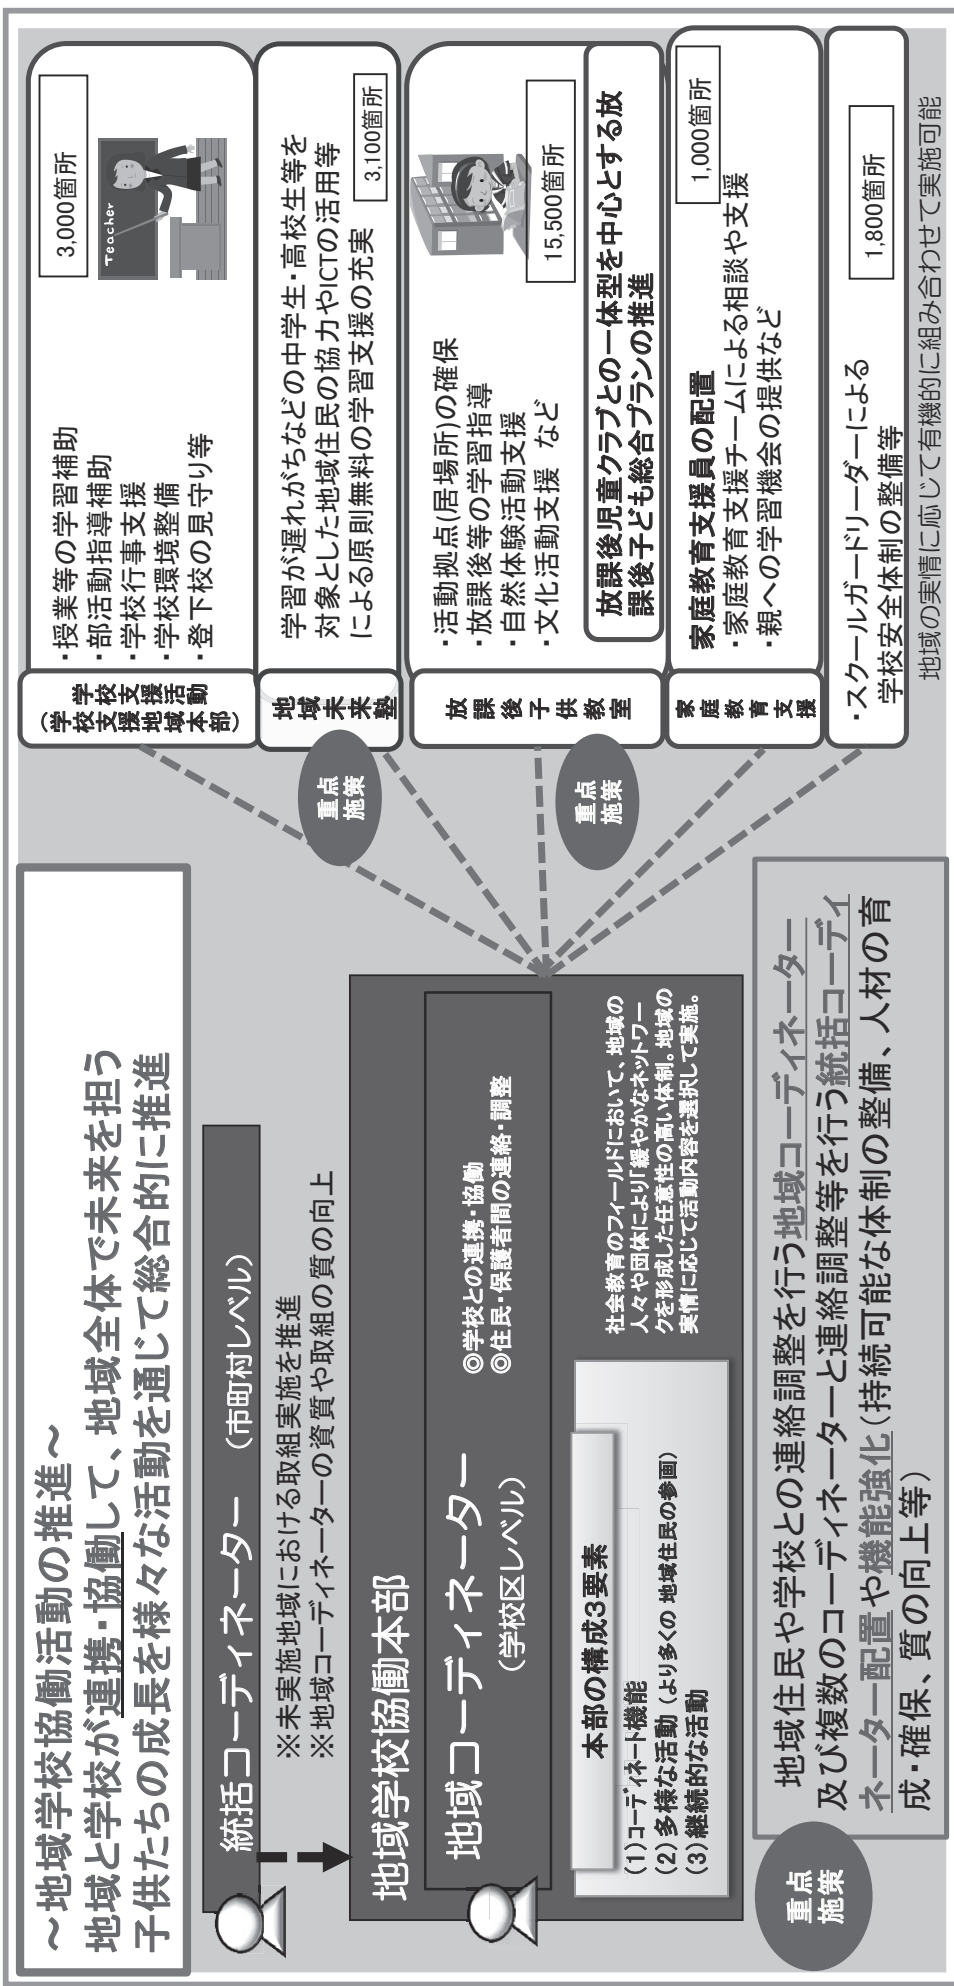 ～地域学校協働活動の推進～
地域と学校が連携・協働して、地域全体で未来を担う
子供たちの成長を様々な活動を通じて総合的に推進
統括コーディネーター　（市町村レベル）
※未実施地域における取組実施を推進
※地域コーディネーターの資質や取組の質の向上
地域学校協働本部
地域コーディネーター
（学校区レベル）
◎学校との連携・協働
◎住民・保護者間の連絡・調整
本部の構成3要素
（1）コーディネート機能
（2）多様な活動（より多くの 地域住民の参画）
（3）継続的な活動
社会教育のフィールドにおいて、地域の
人々や団体により「緩やかなネットワー
クを形成した任意性の高い体制。地域の
実情に応じて活動内容を選択して実施。
重点
施策
地域住民や学校との連絡調整を行う地域コーディネーター
及び複数のコーディネーターと連絡調整等を行う統括コーディ
ネーター配置や機能強化（持続可能な体制の整備、人材の育
成・確保、質の向上等）
重点
施策
重点
施策
学校支援活動
（学校支援地域本部）
・授業等の学習補助
・部活動指導補助
・学校行事支援
・学校環境整備
・登下校の見守り等
3,000箇所
Teacher
地域未来塾
学習が遅れがちなどの中学生・高校生等を
対象とした地域住民の協力やICTの活用等
による原則無料の学習支援の充実
3,100箇所
放課後子供教室
・活動拠点(居場所)の確保
・放課後等の学習指導
・自然体験活動支援
・文化活動支援 など
15,500箇所
放課後児童クラブとの一体型を中心とする放
課後子ども総合プランの推進
家庭教育支援
家庭教育支援員の配置
・家庭教育支援チームによる相談や支援
・親への学習機会の提供など
1,000箇所
・スクールガードリーダーによる
学校安全体制の整備等
1,800箇所
地域の実情に応じて有機的に組み合わせて実施可能